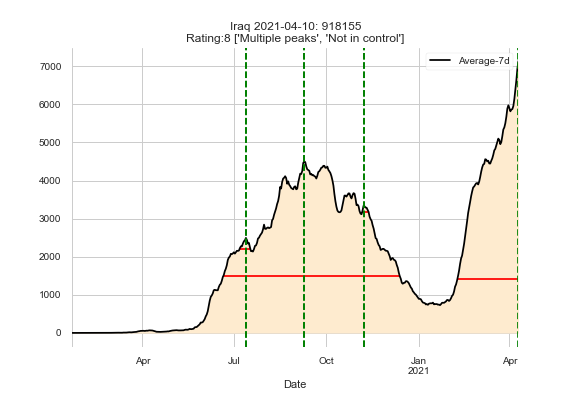 Iraq 2021-04-10: 918155
Rating:8 ['Multiple peaks', 'Not in control']
Average-7d
7000
6000
5000
4000
3000
2000
1000
0
Apr
Jul
Oct
Jan
2021
Apr
Date